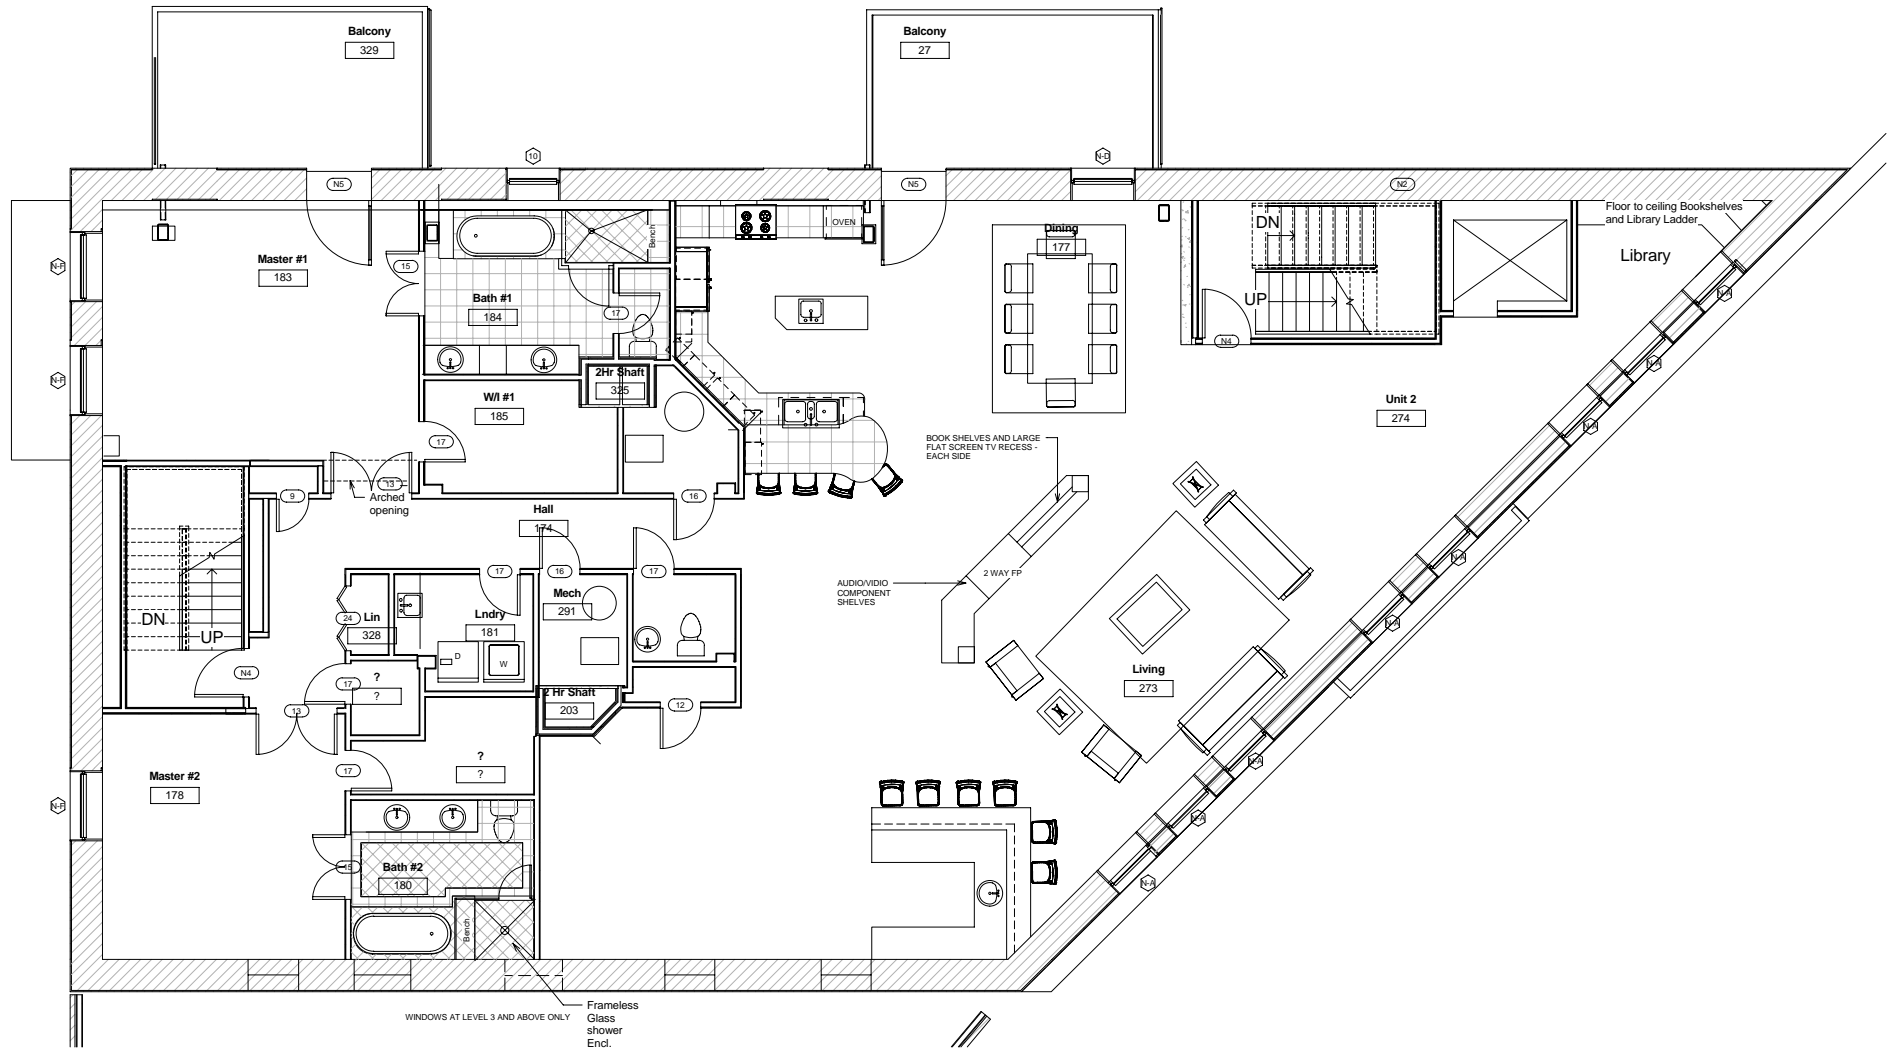 Balcony
329
Balcony
27
10
N-D
N5
N5
N2
Floor to ceiling Bookshelves
and Library Ladder
Library
OVEN
Bench
Dining
177
DN
UP
N4
N-F
Master #1
183
15
Bath #1
184
17
N-A
N-A
N-F
2Hr Shaft
325
W/I #1
185
Unit 2
274
N-A
17
BOOK SHELVES AND LARGE
FLAT SCREEN TV RECESS -
EACH SIDE
13
Arched
opening
9
16
Hall
174
N-A
17
16
17
2 WAY FP
AUDIO/VIDIO
COMPONENT
SHELVES
Mech
291
24
Lin
328
Lndry
181
D
W
DN
UP
N-A
N4
17
?
?
2 Hr Shaft
203
12
13
Living
273
?
?
17
N-A
Master #2
178
N-F
N-A
15
Bath #2
180
N-A
Bench
WINDOWS AT LEVEL 3 AND ABOVE ONLY
Frameless
Glass
shower
Encl.